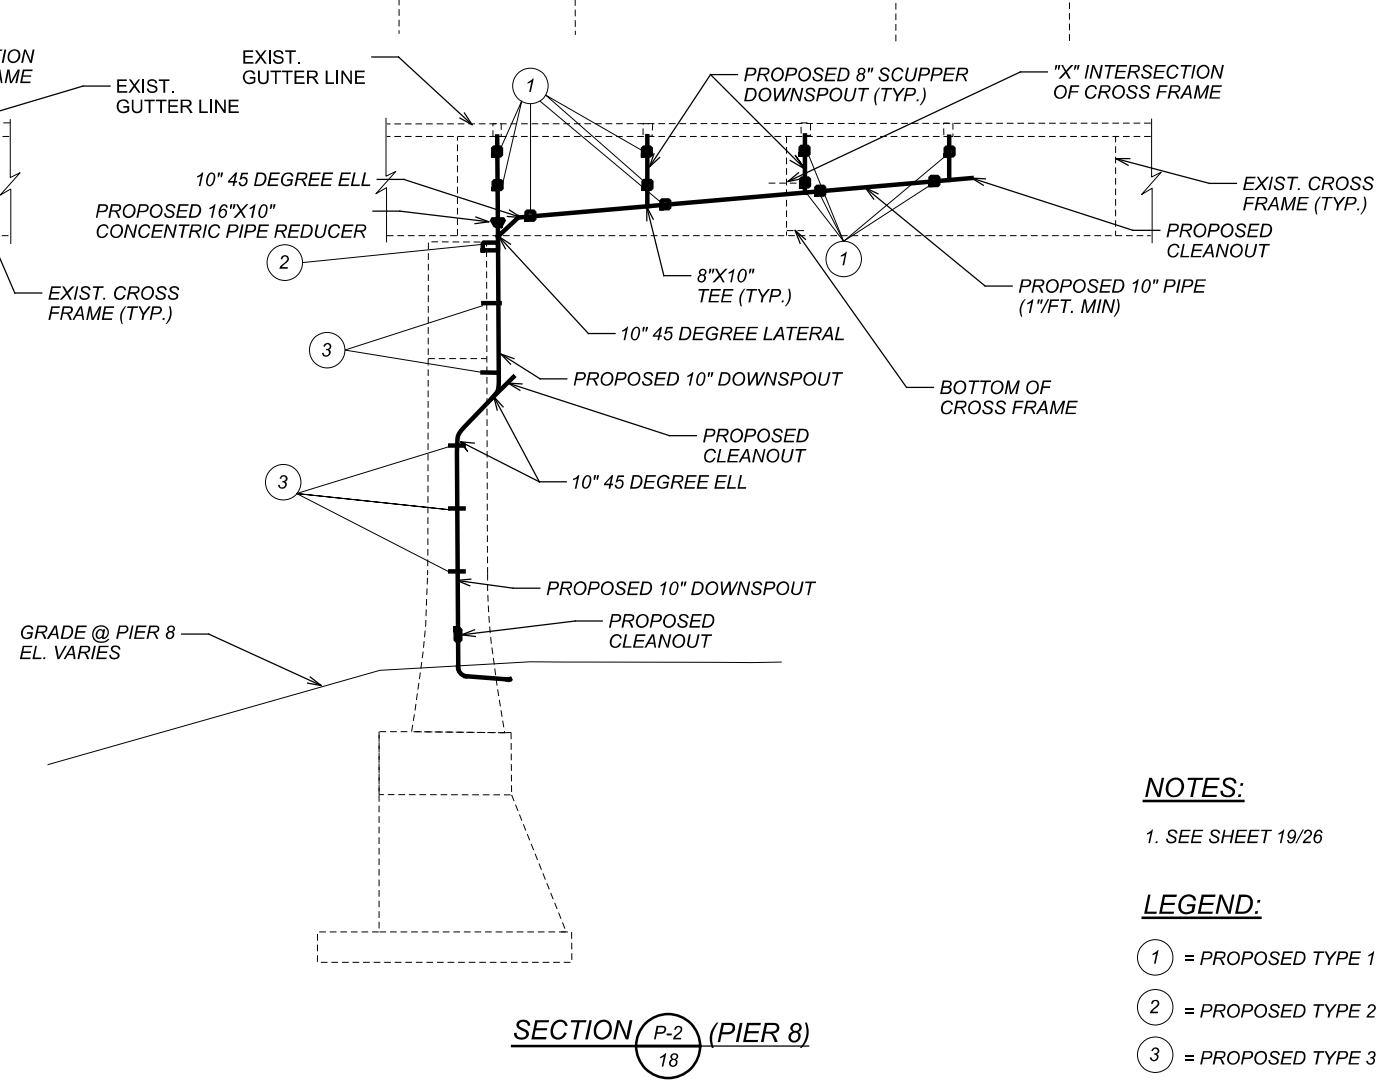 TION
AME
EXIST.
GUTTER LINE
EXIST.
GUTTER LINE
1
PROPOSED 8" SCUPPER
DOWNSPOUT (TYP.)
"X" INTERSECTION
OF CROSS FRAME
10" 45 DEGREE ELL
PROPOSED 16"X10"
CONCENTRIC PIPE REDUCER
EXIST. CROSS
FRAME (TYP.)
PROPOSED
CLEANOUT
2
1
EXIST. CROSS
FRAME (TYP.)
8"X10"
TEE (TYP.)
PROPOSED 10" PIPE
(1"/FT. MIN)
10" 45 DEGREE LATERAL
3
PROPOSED 10" DOWNSPOUT
BOTTOM OF
CROSS FRAME
PROPOSED
CLEANOUT
3
10" 45 DEGREE ELL
PROPOSED 10" DOWNSPOUT
PROPOSED
CLEANOUT
GRADE @ PIER 8
EL. VARIES
NOTES:
1. SEE SHEET 19/26
LEGEND:
1 = PROPOSED TYPE 1
2 = PROPOSED TYPE 2
3 = PROPOSED TYPE 3
SECTION P-2 (PIER 8)
18